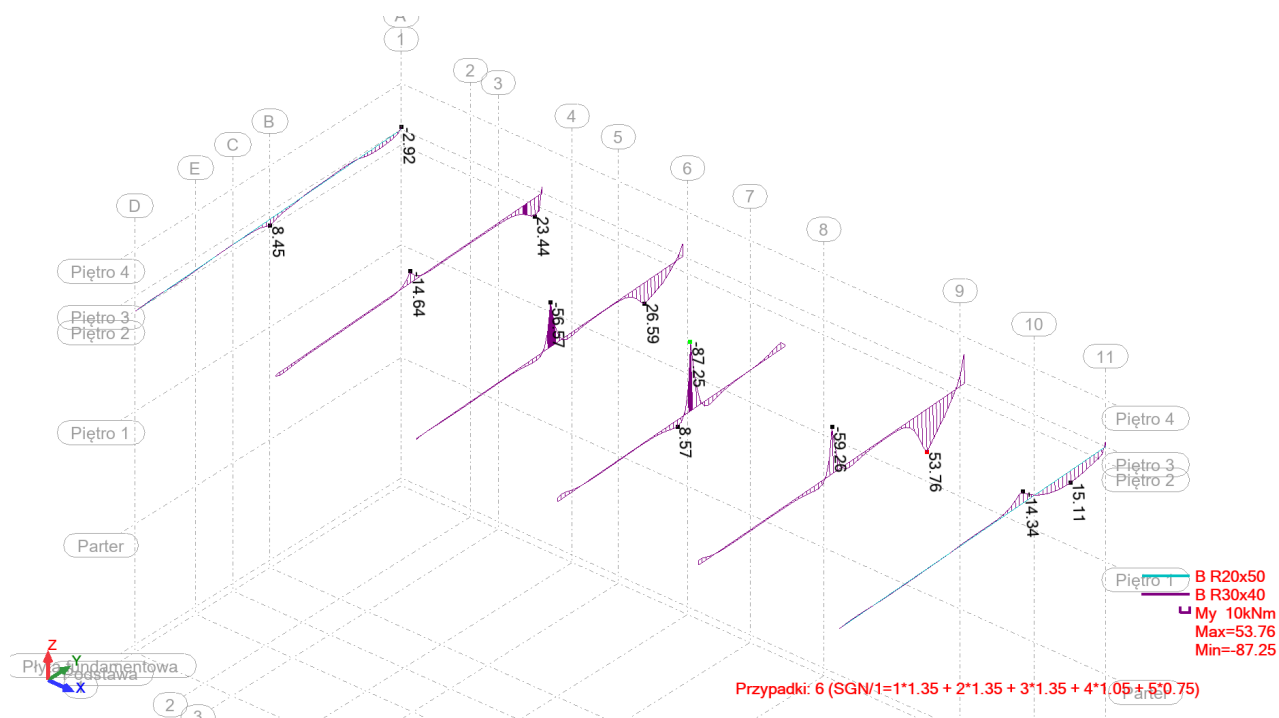 A
1
2
3
4
5
6
7
8
9
10
11
B
C
E
D
-2.92
8.45
23.44
-14.64
-56.57
26.59
-87.25
8.57
-59.26
53.76
-14.34
15.11
Piętro 4
Piętro 3
Piętro 2
Piętro 1
Parter
Płyta fundamentowa
Podstawa
Piętro 4
Piętro 3
Piętro 2
Piętro 1
Parter
Z
Y
X
2
3
B R20x50
B R30x40
My 10kNm
Max=53.76
Min=-87.25
Przypadki: 6 (SGN/1=1*1.35 + 2*1.35 + 3*1.35 + 4*1.05 + 5*0.75)